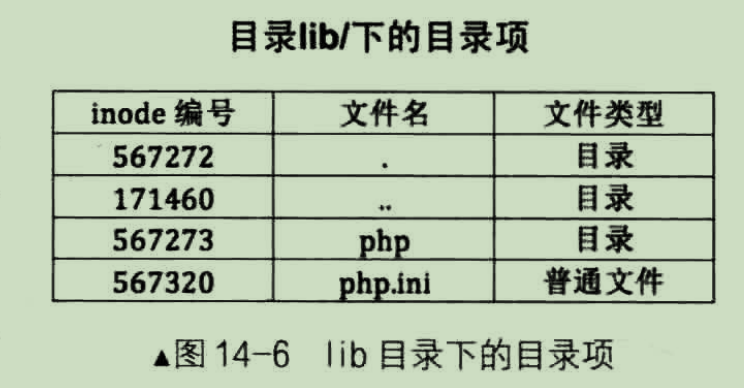 目录lib/下的目录项
inode 编号 文件名 文件类型
567272 . 目录
171460 .. 目录
567273 php 目录
567320 php.ini 普通文件
▲图 14-6 lib 目录下的目录项